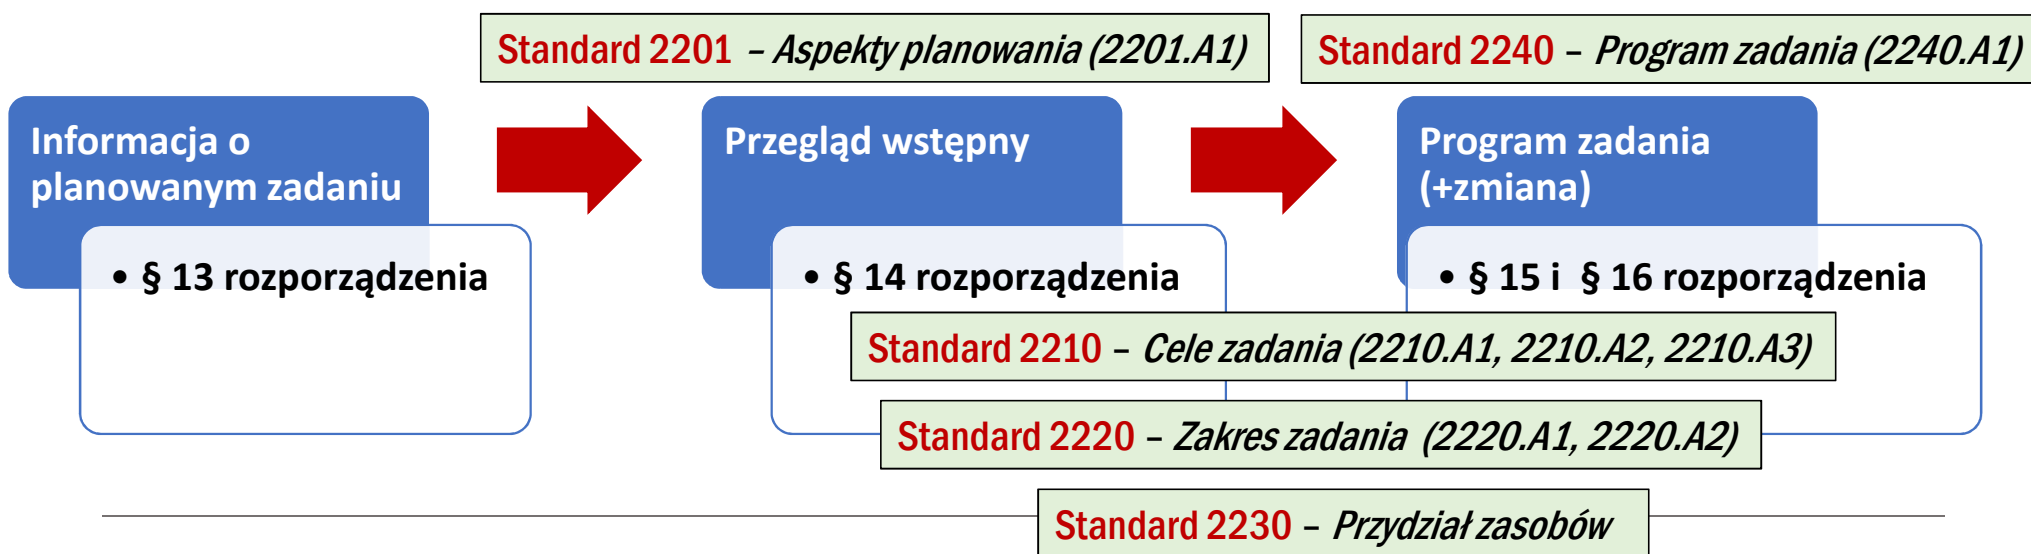 Standard 2201 – Aspekty planowania (2201.A1)
Standard 2240 – Program zadania (2240.A1)
Informacja o
planowanym zadaniu
• § 13 rozporządzenia
Przegląd wstępny
• § 14 rozporządzenia
Program zadania
(+zmiana)
• § 15 i § 16 rozporządzenia
Standard 2210 – Cele zadania (2210.A1, 2210.A2, 2210.A3)
Standard 2220 – Zakres zadania (2220.A1, 2220.A2)
Standard 2230 – Przydział zasobów